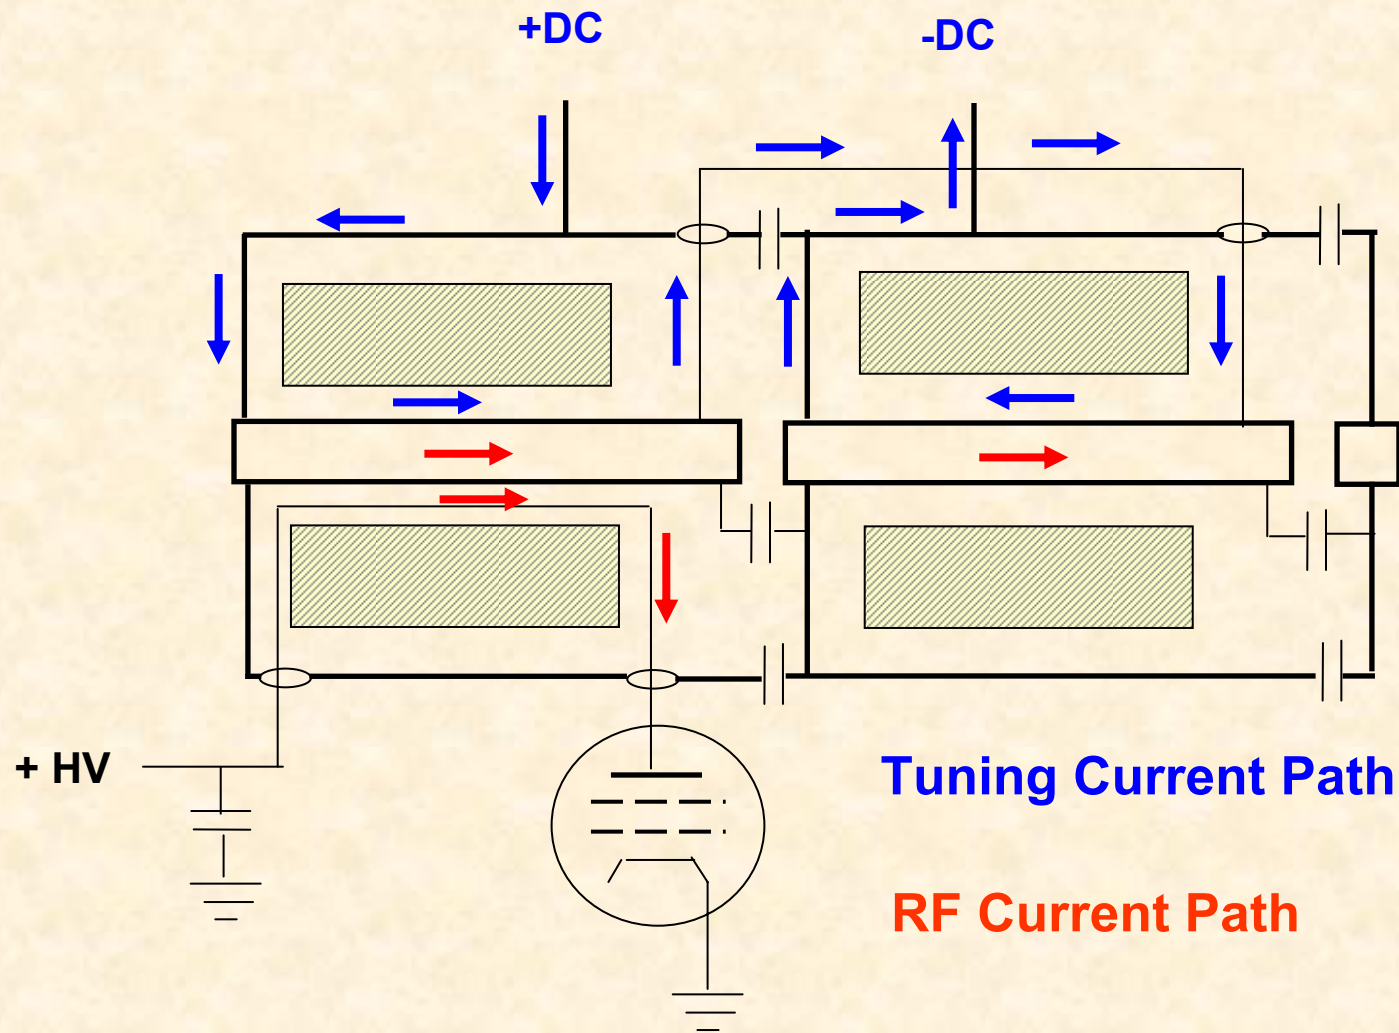 +DC
-DC
+ HV
Tuning Current Path
RF Current Path